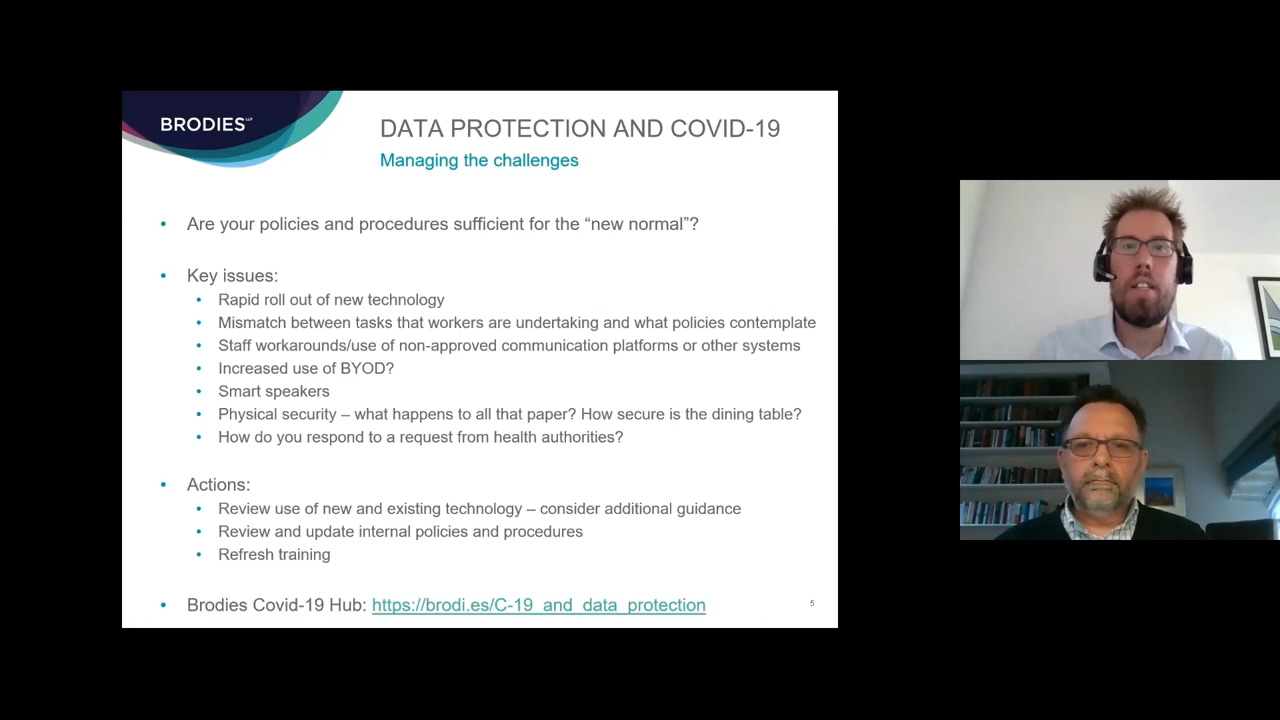 BRODIES LLP
DATA PROTECTION AND COVID-19
Managing the challenges
• Are your policies and procedures sufficient for the “new normal”?
• Key issues:
• Rapid roll out of new technology
• Mismatch between tasks that workers are undertaking and what policies contemplate
• Staff workarounds/use of non-approved communication platforms or other systems
• Increased use of BYOD?
• Smart speakers
• Physical security – what happens to all that paper? How secure is the dining table?
• How do you respond to a request from health authorities?
• Actions:
• Review use of new and existing technology – consider additional guidance
• Review and update internal policies and procedures
• Refresh training
• Brodies Covid-19 Hub: https://brodi.es/C-19_and_data_protection
5